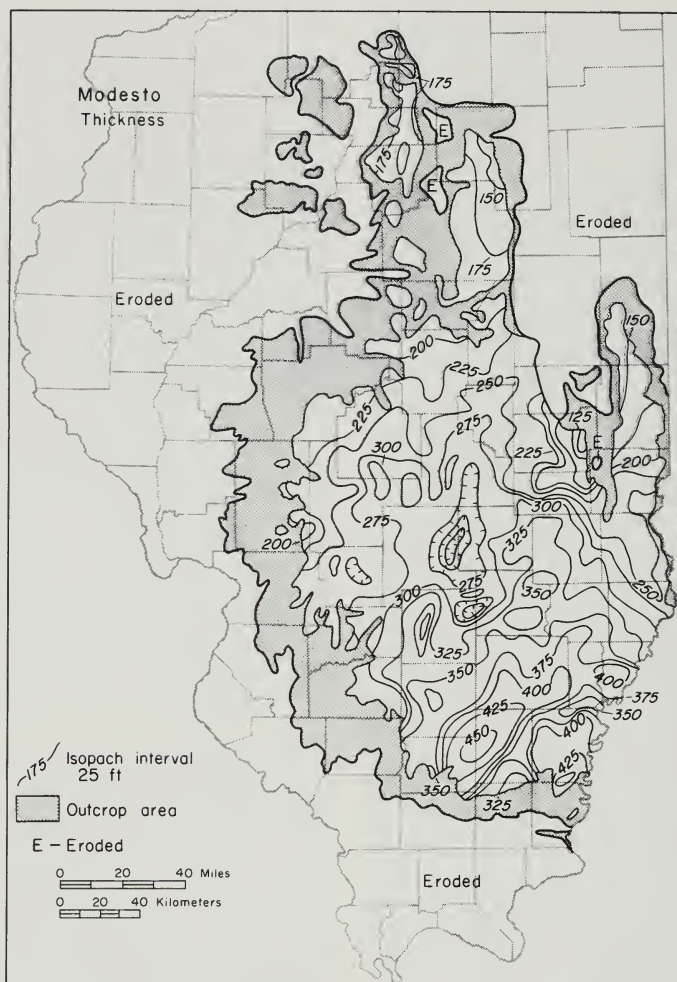 Modesto
Thickness
175
E
175
E
150
Eroded
175
Eroded
150
200
225
250
225
275
125
E
300
225
200
300
275
325
200
275
350
250
300
325
375
350
400
400
375
425
350
400
450
425
350
325
175 Isopach interval
25 ft
Outcrop area
E – Eroded
0 20 40 Miles
0 20 40 Kilometers
Eroded